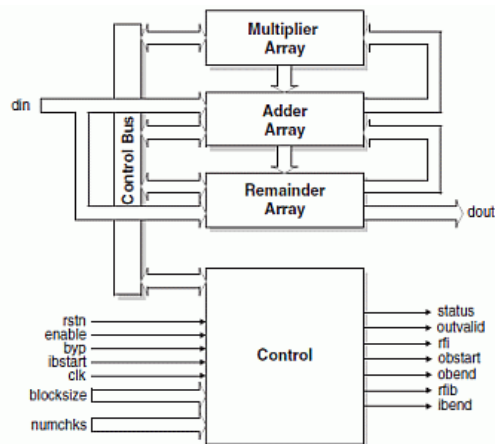 Multiplier
Array
din
Adder
Array
Control Bus
Remainder
Array
dout
rstn
enable
byp
ibstart
clk
blocksize
numchks
Control
status
outvalid
rfi
obstart
obend
rfib
ibend